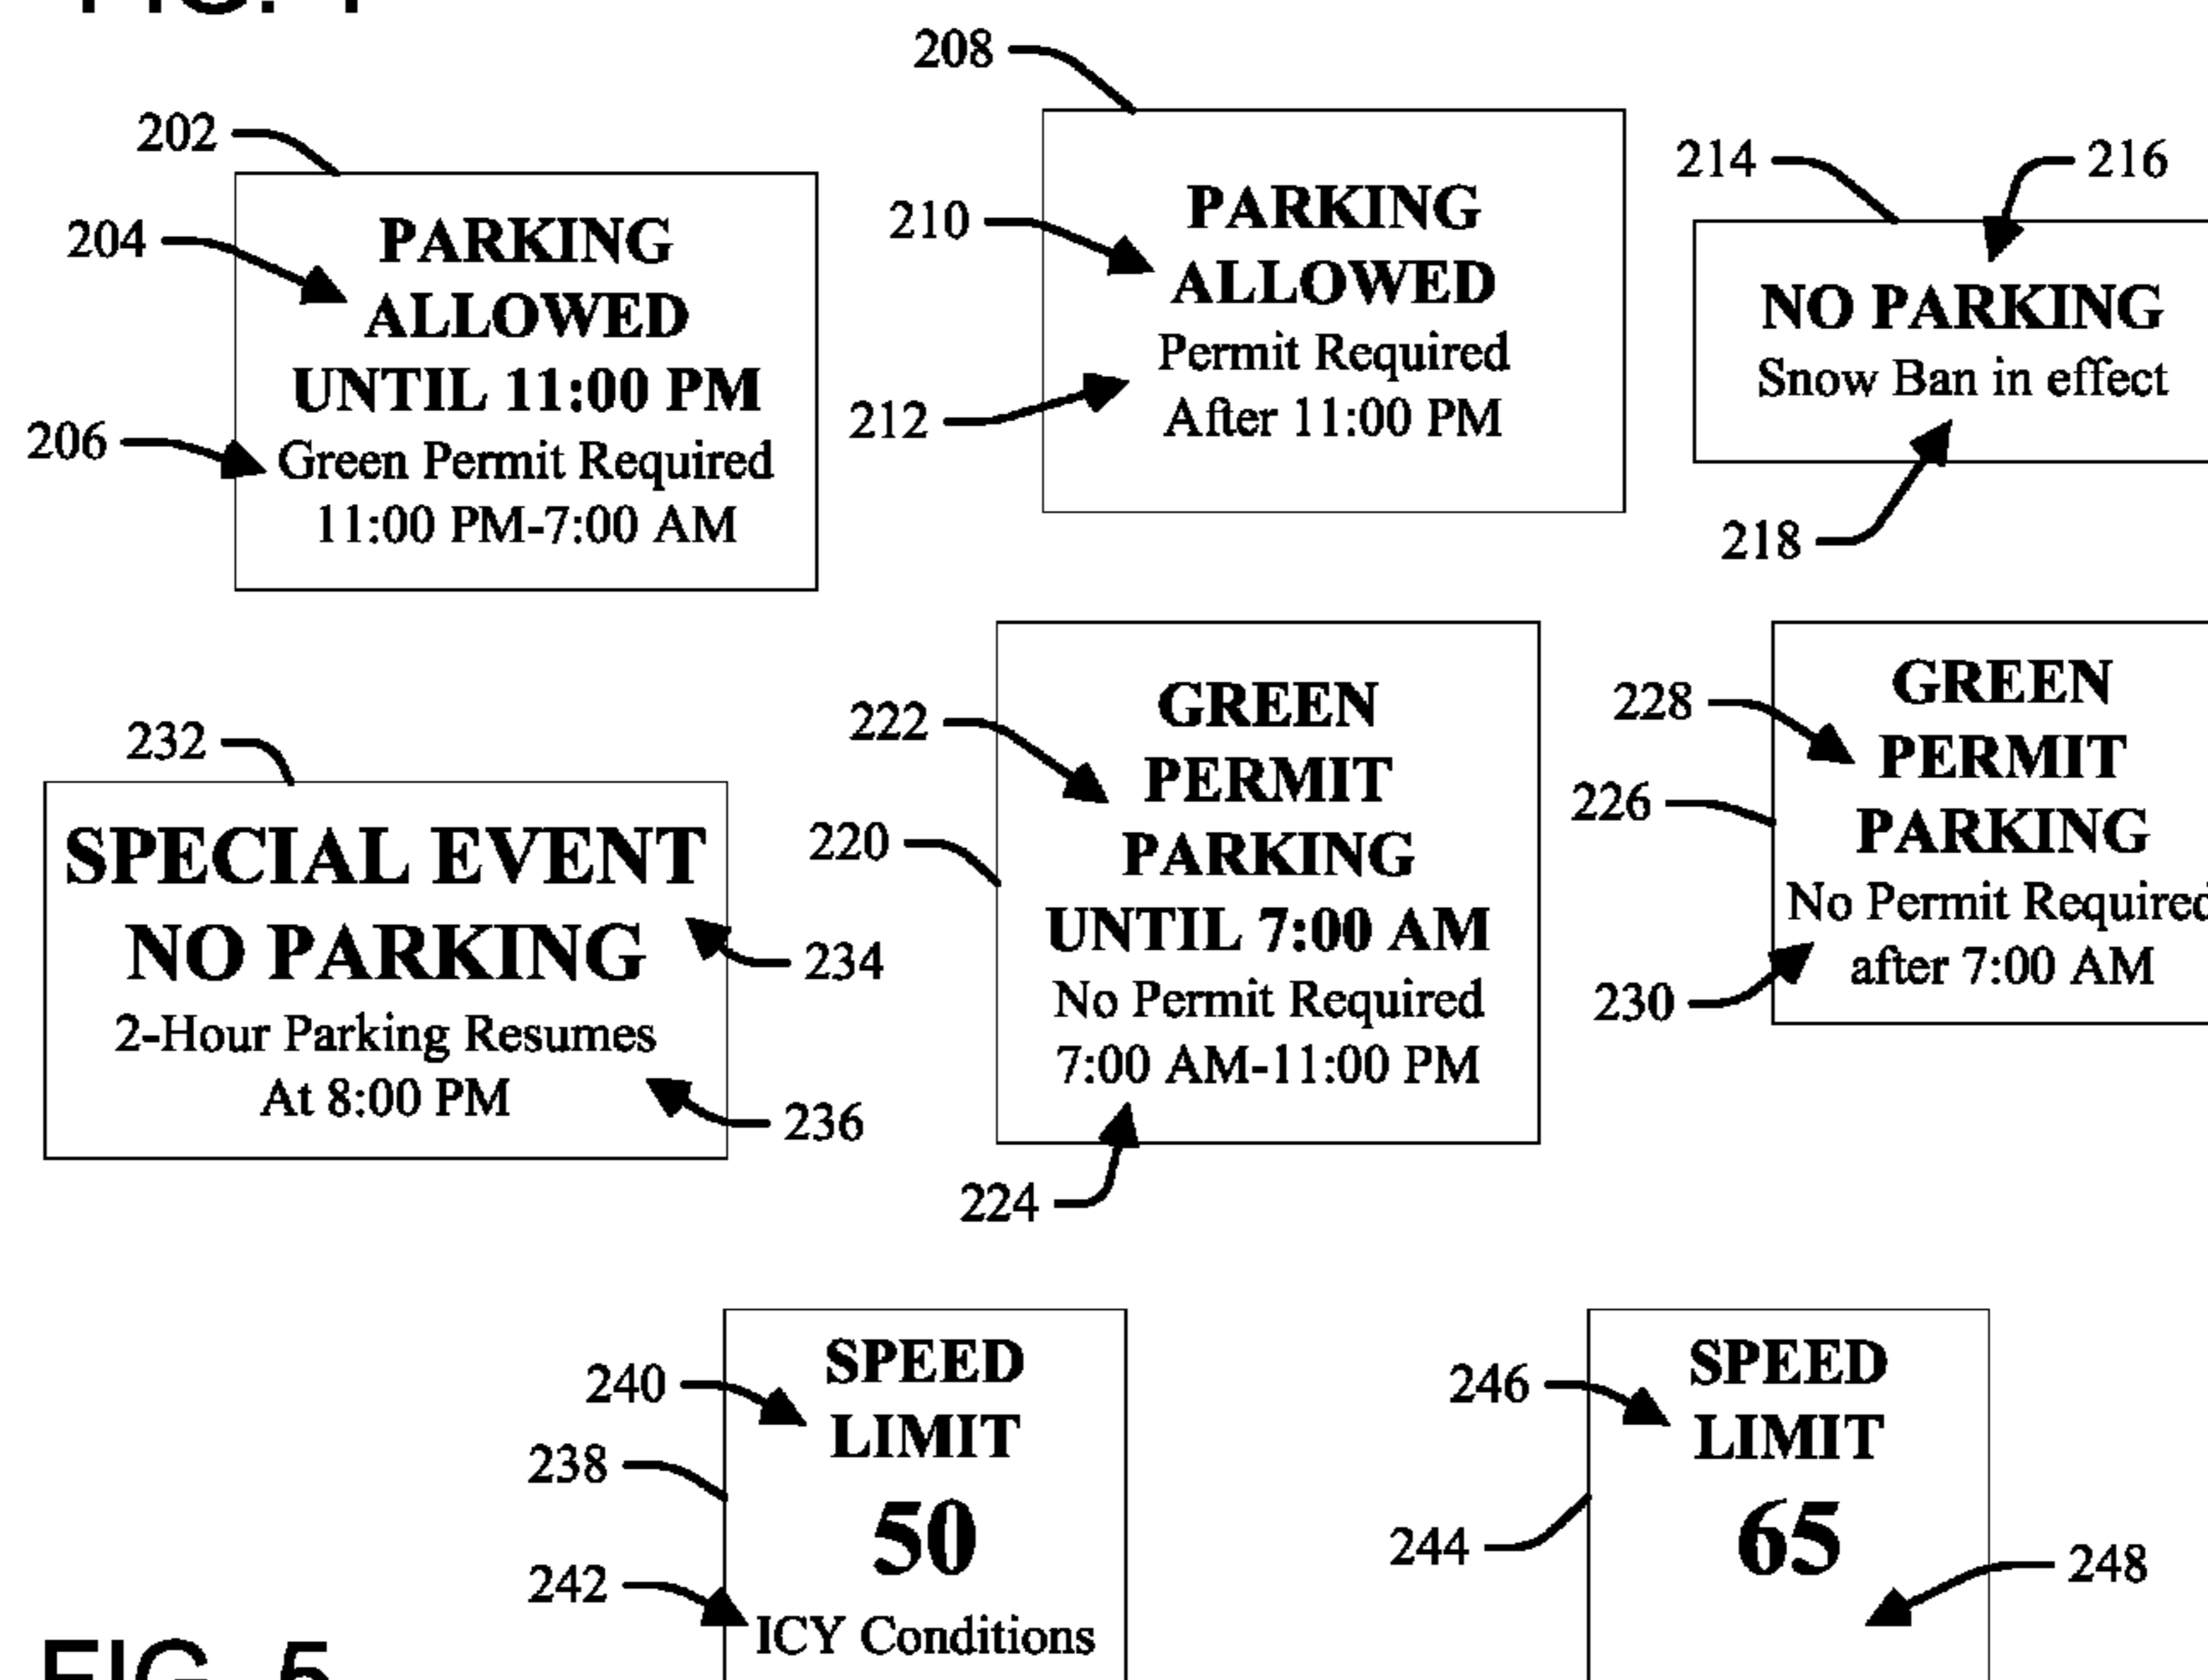 208
202
214
216
204
PARKING
ALLOWED
UNTIL 11:00 PM
206
Green Permit Required
11:00 PM-7:00 AM
210
PARKING
ALLOWED
212
Permit Required
After 11:00 PM
NO PARKING
Snow Ban in effect
218
232
SPECIAL EVENT
NO PARKING
234
2-Hour Parking Resumes
At 8:00 PM
236
222
220
GREEN
PERMIT
PARKING
UNTIL 7:00 AM
No Permit Required
7:00 AM-11:00 PM
224
228
226
GREEN
PERMIT
PARKING
No Permit Required
after 7:00 AM
230
240
238
SPEED
LIMIT
50
242
ICY Conditions
246
244
SPEED
LIMIT
65
248
FIG. 5